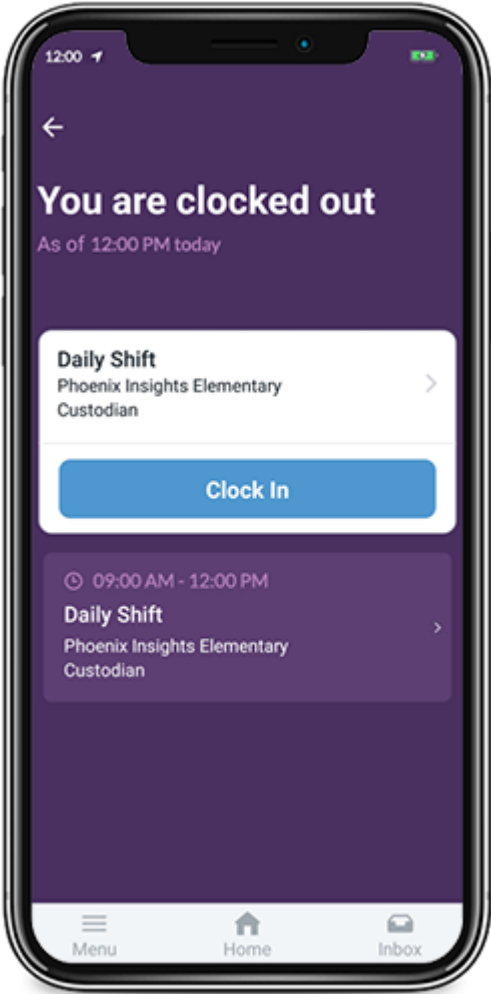 12:00
You are clocked out
As of 12:00 PM today
Daily Shift
Phoenix Insights Elementary
Custodian
Clock In
09:00 AM - 12:00 PM
Daily Shift
Phoenix Insights Elementary
Custodian
Menu Home Inbox